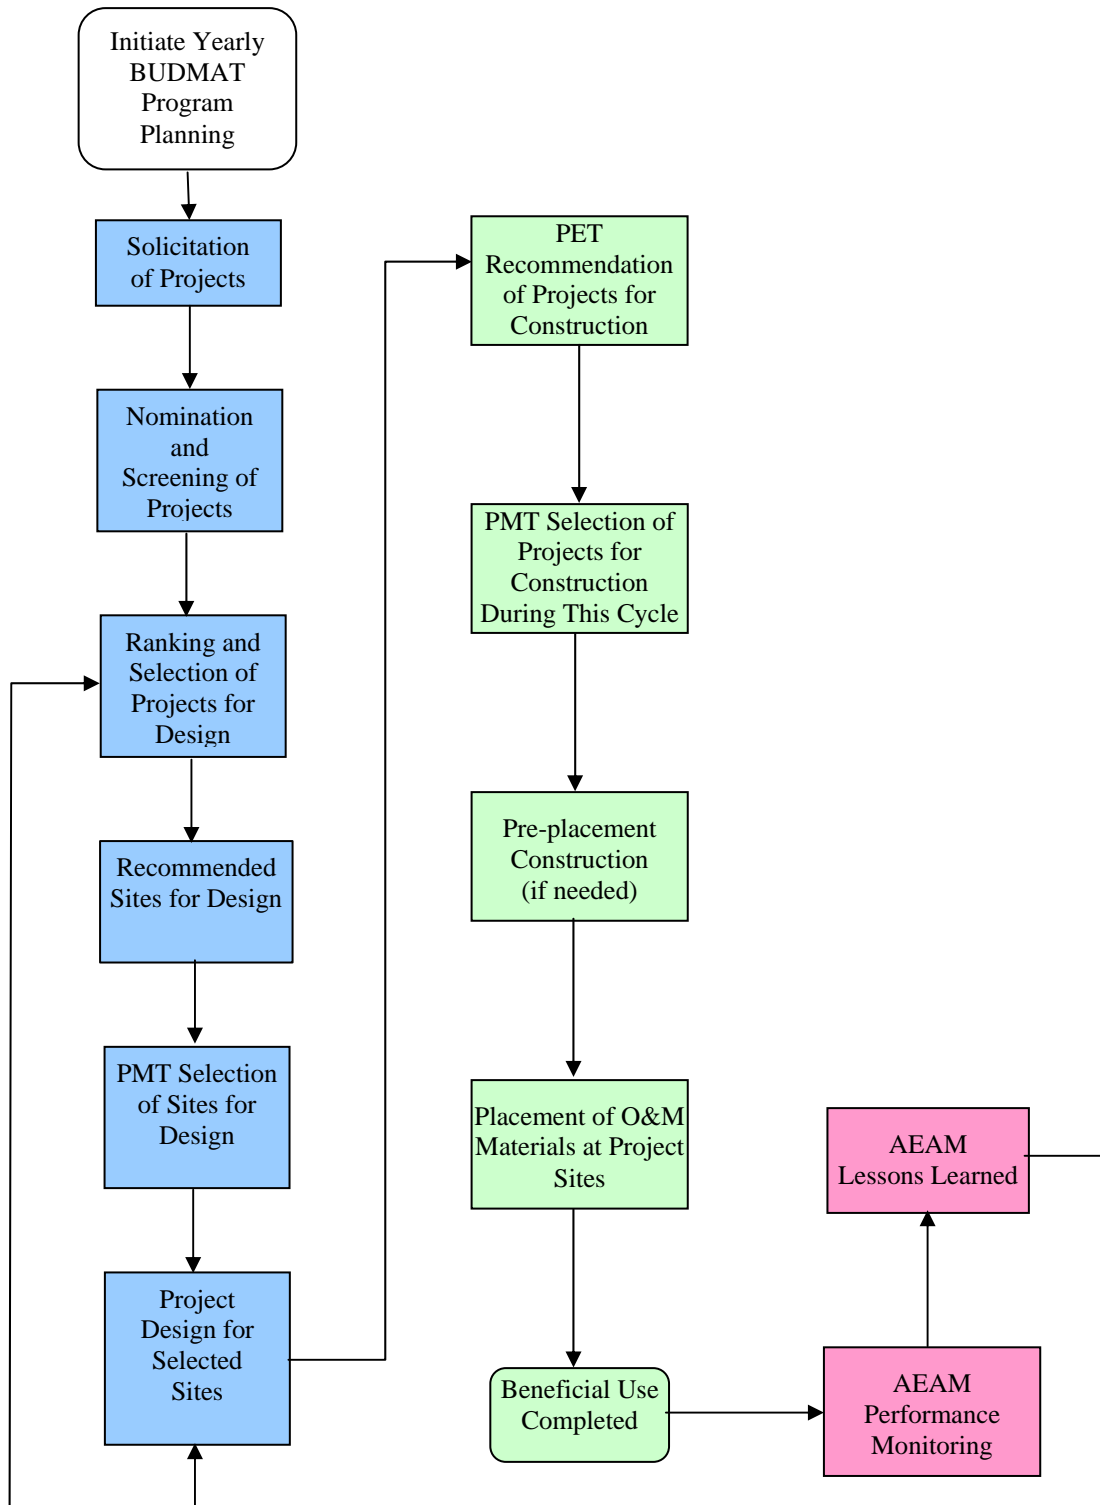 Initiate Yearly
BUDMAT
Program
Planning
Solicitation
of Projects
Nomination
and
Screening of
Projects
Ranking and
Selection of
Projects for
Design
Recommended
Sites for Design
PMT Selection
of Sites for
Design
Project
Design for
Selected
Sites
PET
Recommendation
of Projects for
Construction
PMT Selection of
Projects for
Construction
During This Cycle
Pre-placement
Construction
(if needed)
Placement of O&M
Materials at Project
Sites
Beneficial Use
Completed
AEAM
Performance
Monitoring
AEAM
Lessons Learned